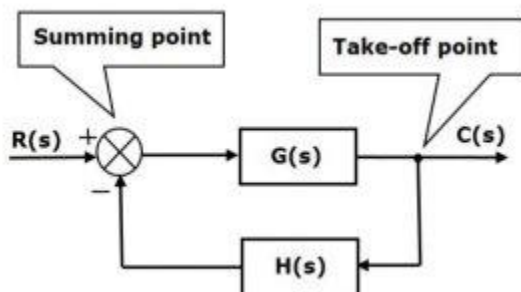 Summing point
Take-off point
R(s)
+
G(s)
C(s)
−
H(s)